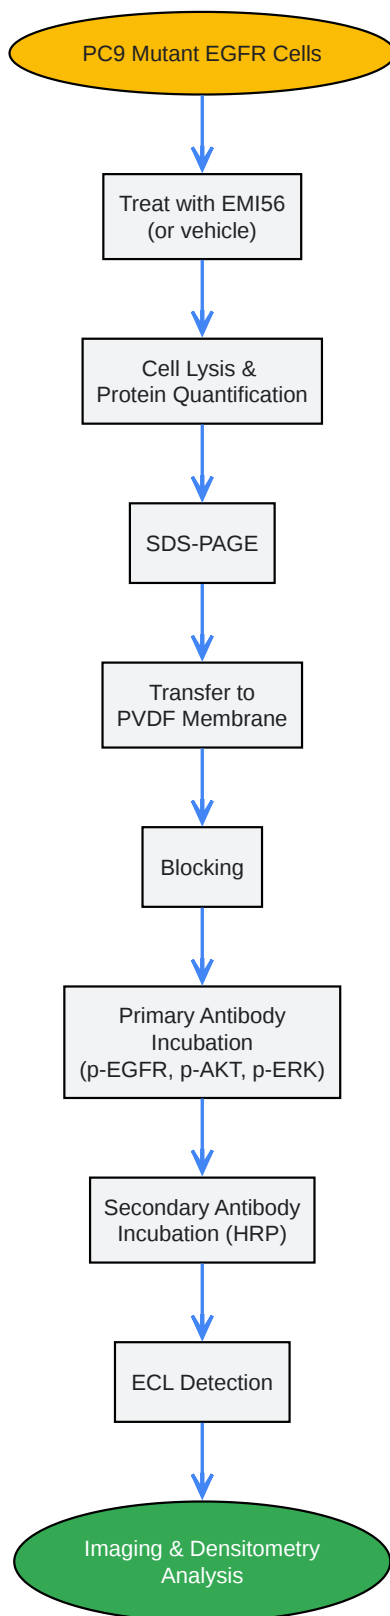 PC9 Mutant EGFR Cells
Treat with EMI56
(or vehicle)
Cell Lysis &
Protein Quantification
SDS-PAGE
Transfer to
PVDF Membrane
Blocking
Primary Antibody
Incubation
(p-EGFR, p-AKT, p-ERK)
Secondary Antibody
Incubation (HRP)
ECL Detection
Imaging & Densitometry
Analysis